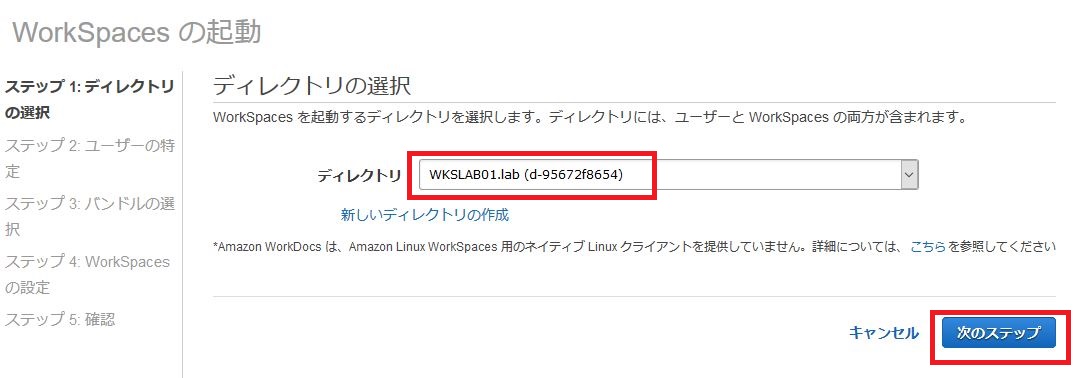 WorkSpaces の起動
ステップ 1: ディレクトリ
の選択
ステップ 2: ユーザーの特
定
ステップ 3: バンドルの選
択
ステップ 4: WorkSpaces
の設定
ステップ 5: 確認
ディレクトリの選択
WorkSpaces を起動するディレクトリを選択します。ディレクトリには、ユーザーと WorkSpaces の両方が含まれます。
ディレクトリ WKSLAB01.lab (d-95672f8654)
新しいディレクトリの作成
*Amazon WorkDocs は、Amazon Linux WorkSpaces 用のネイティブ Linux クライアントを提供していません。詳細については、 こちらを参照してください
キャンセル 次のステップ